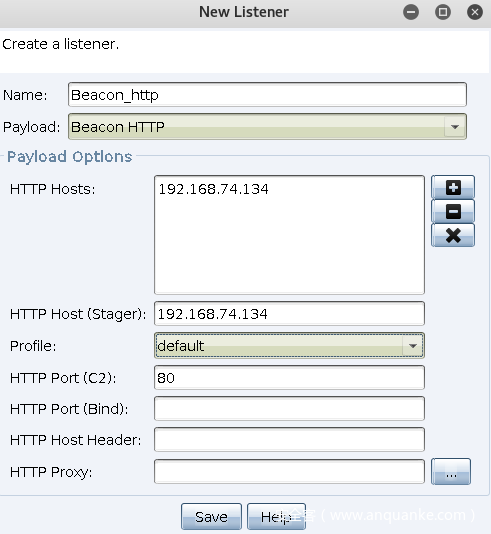 New Listener
Create a listener.
Name: Beacon_http
Payload: Beacon HTTP
Payload Options
HTTP Hosts: 192.168.74.134
HTTP Host (Stager): 192.168.74.134
Profile: default
HTTP Port (C2): 80
HTTP Port (Bind):
HTTP Host Header:
HTTP Proxy: ...
Save Help
(www.anquanke.com)